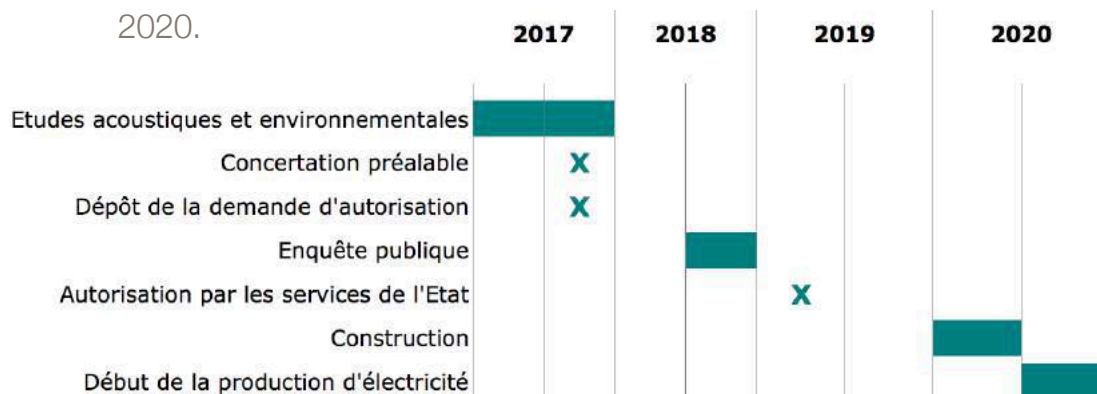 2020.
2017 2018 2019 2020
Etudes acoustiques et environnementales
Concertation préalable X
Dépôt de la demande d'autorisation X
Enquête publique
Autorisation par les services de l'Etat X
Construction
Début de la production d'électricité